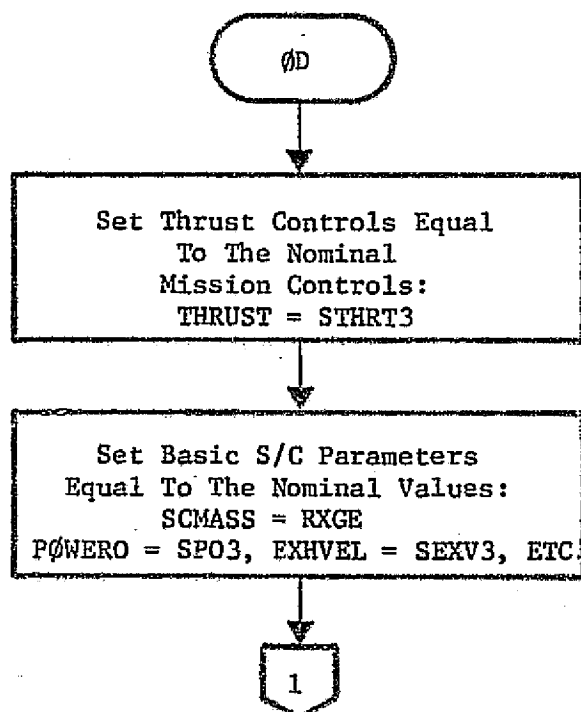 ØD
Set Thrust Controls Equal
To The Nominal
Mission Controls:
THRUST = STHRT3
Set Basic S/C Parameters
Equal To The Nominal Values:
SCMASS = RXGE
PØWERO = SPO3, EXHVEL = SEXV3, ETC.
1